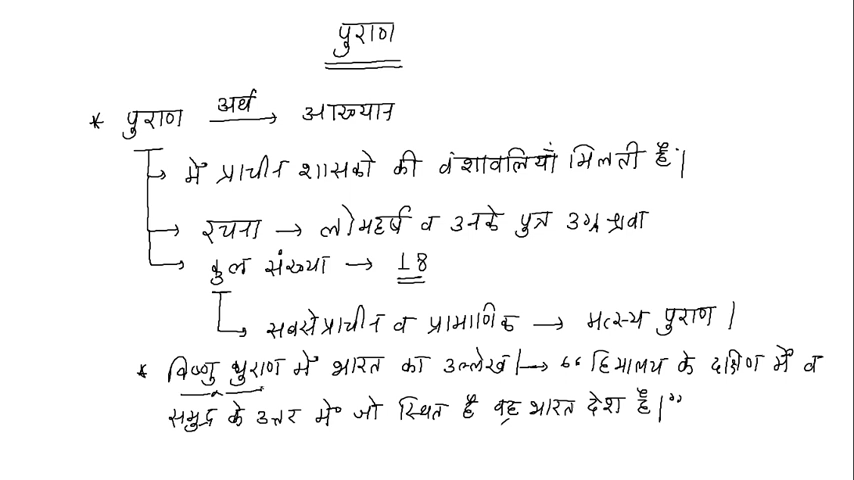 पुराण
* पुराण अर्थ → आख्यान
→ में प्राचीन शासको की वंशावलियां मिलती हैं।
→ रचना → लोमहर्ष व उनके पुत्र उग्रश्रवा
→ कुल संख्या → 18
→ सबसे प्राचीन व प्रामाणिक → मत्स्य पुराण।
* विष्णु पुराण में भारत का उल्लेख। → “हिमालय के दक्षिण में व
समुद्र के उत्तर में जो स्थित है वह भारत देश है।”